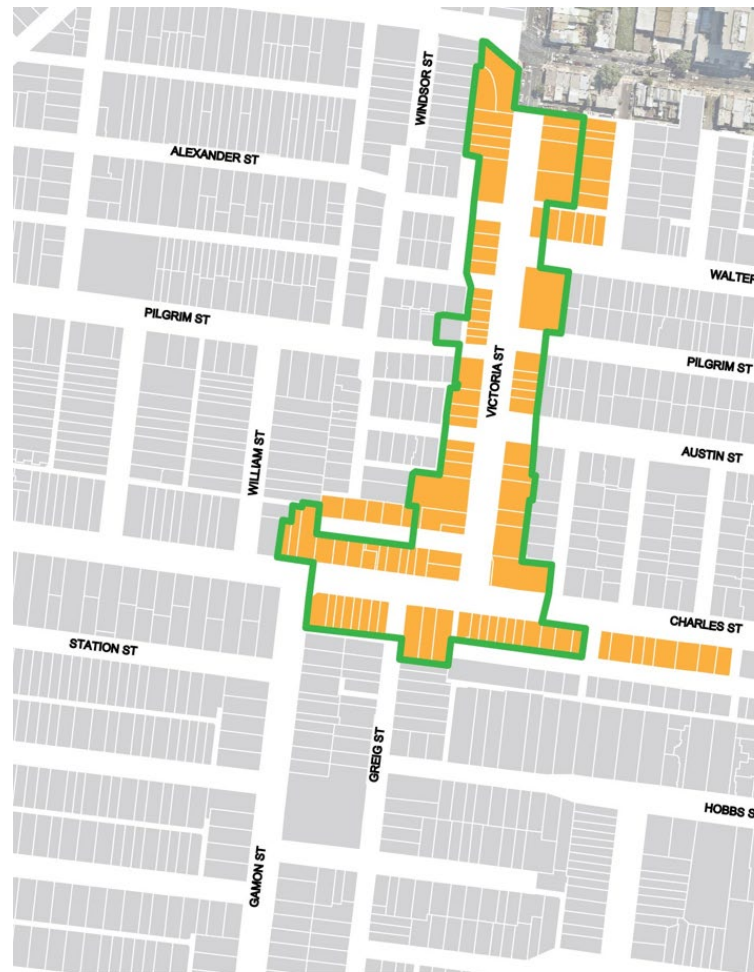 WINDSOR ST
ALEXANDER ST
WALTER
PILGRIM ST
VICTORIA ST
PILGRIM ST
WILLIAM ST
AUSTIN ST
CHARLES ST
STATION ST
GREIG ST
HOBBS S
GAMON ST